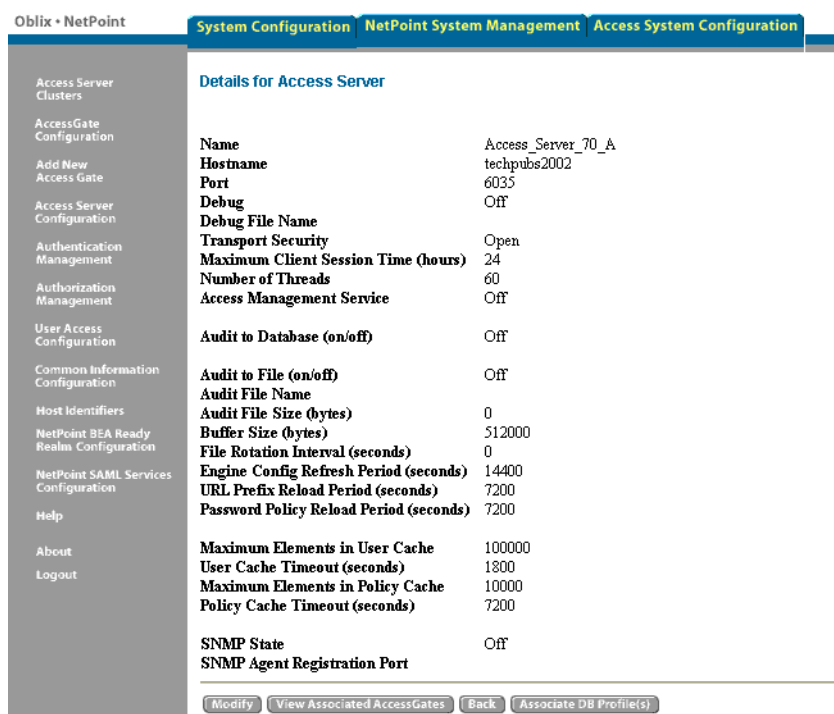 Oblix • NetPoint
System Configuration NetPoint System Management Access System Configuration
Access Server
Clusters
AccessGate
Configuration
Add New
Access Gate
Access Server
Configuration
Authentication
Management
Authorization
Management
User Access
Configuration
Common Information
Configuration
Host Identifiers
NetPoint BEA Ready
Realm Configuration
NetPoint SAML Services
Configuration
Help
About
Logout
Details for Access Server
Name Access_Server_70_A
Hostname techpubs2002
Port 6035
Debug Off
Debug File Name
Transport Security Open
Maximum Client Session Time (hours) 24
Number of Threads 60
Access Management Service Off
Audit to Database (on/off) Off
Audit to File (on/off) Off
Audit File Name
Audit File Size (bytes) 0
Buffer Size (bytes) 512000
File Rotation Interval (seconds) 0
Engine Config Refresh Period (seconds) 14400
URL Prefix Reload Period (seconds) 7200
Password Policy Reload Period (seconds) 7200
Maximum Elements in User Cache 100000
User Cache Timeout (seconds) 1800
Maximum Elements in Policy Cache 10000
Policy Cache Timeout (seconds) 7200
SNMP State Off
SNMP Agent Registration Port
Modify View Associated AccessGates Back Associate DB Profile(s)